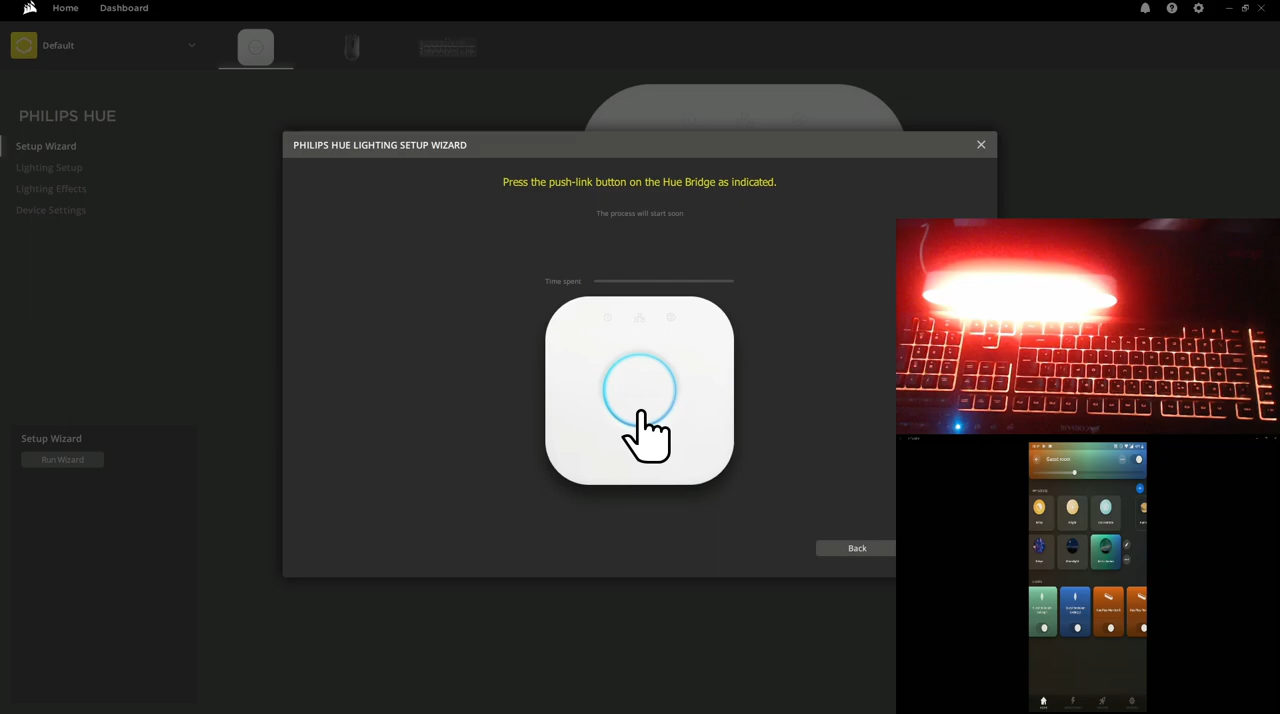 Home
Dashboard
Default
PHILIPS HUE
Setup Wizard
Lighting Setup
Lighting Effects
Device Settings
PHILIPS HUE LIGHTING SETUP WIZARD
Press the push-link button on the Hue Bridge as indicated.
The process will start soon
Time spent
Back
Setup Wizard
Run Wizard